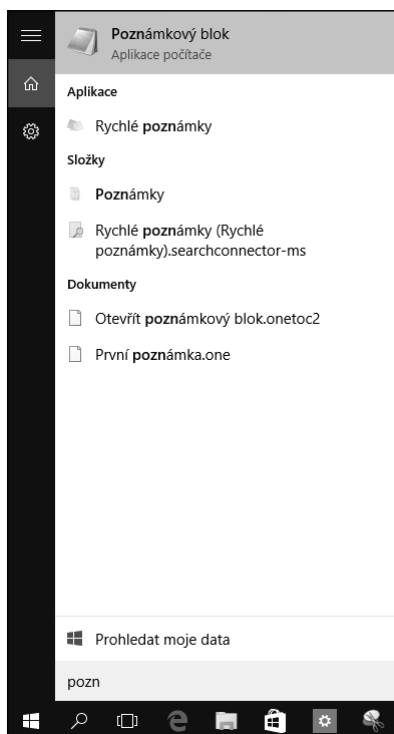 Poznámkový blok
Aplikace počítače
Aplikace
Rychlé poznámky
Složky
Poznámky
Rychlé poznámky (Rychlé
poznámky).searchconnector-ms
Dokumenty
Otevřít poznámkový blok.onetoc2
První poznámka.one
Prohledat moje data
pozn